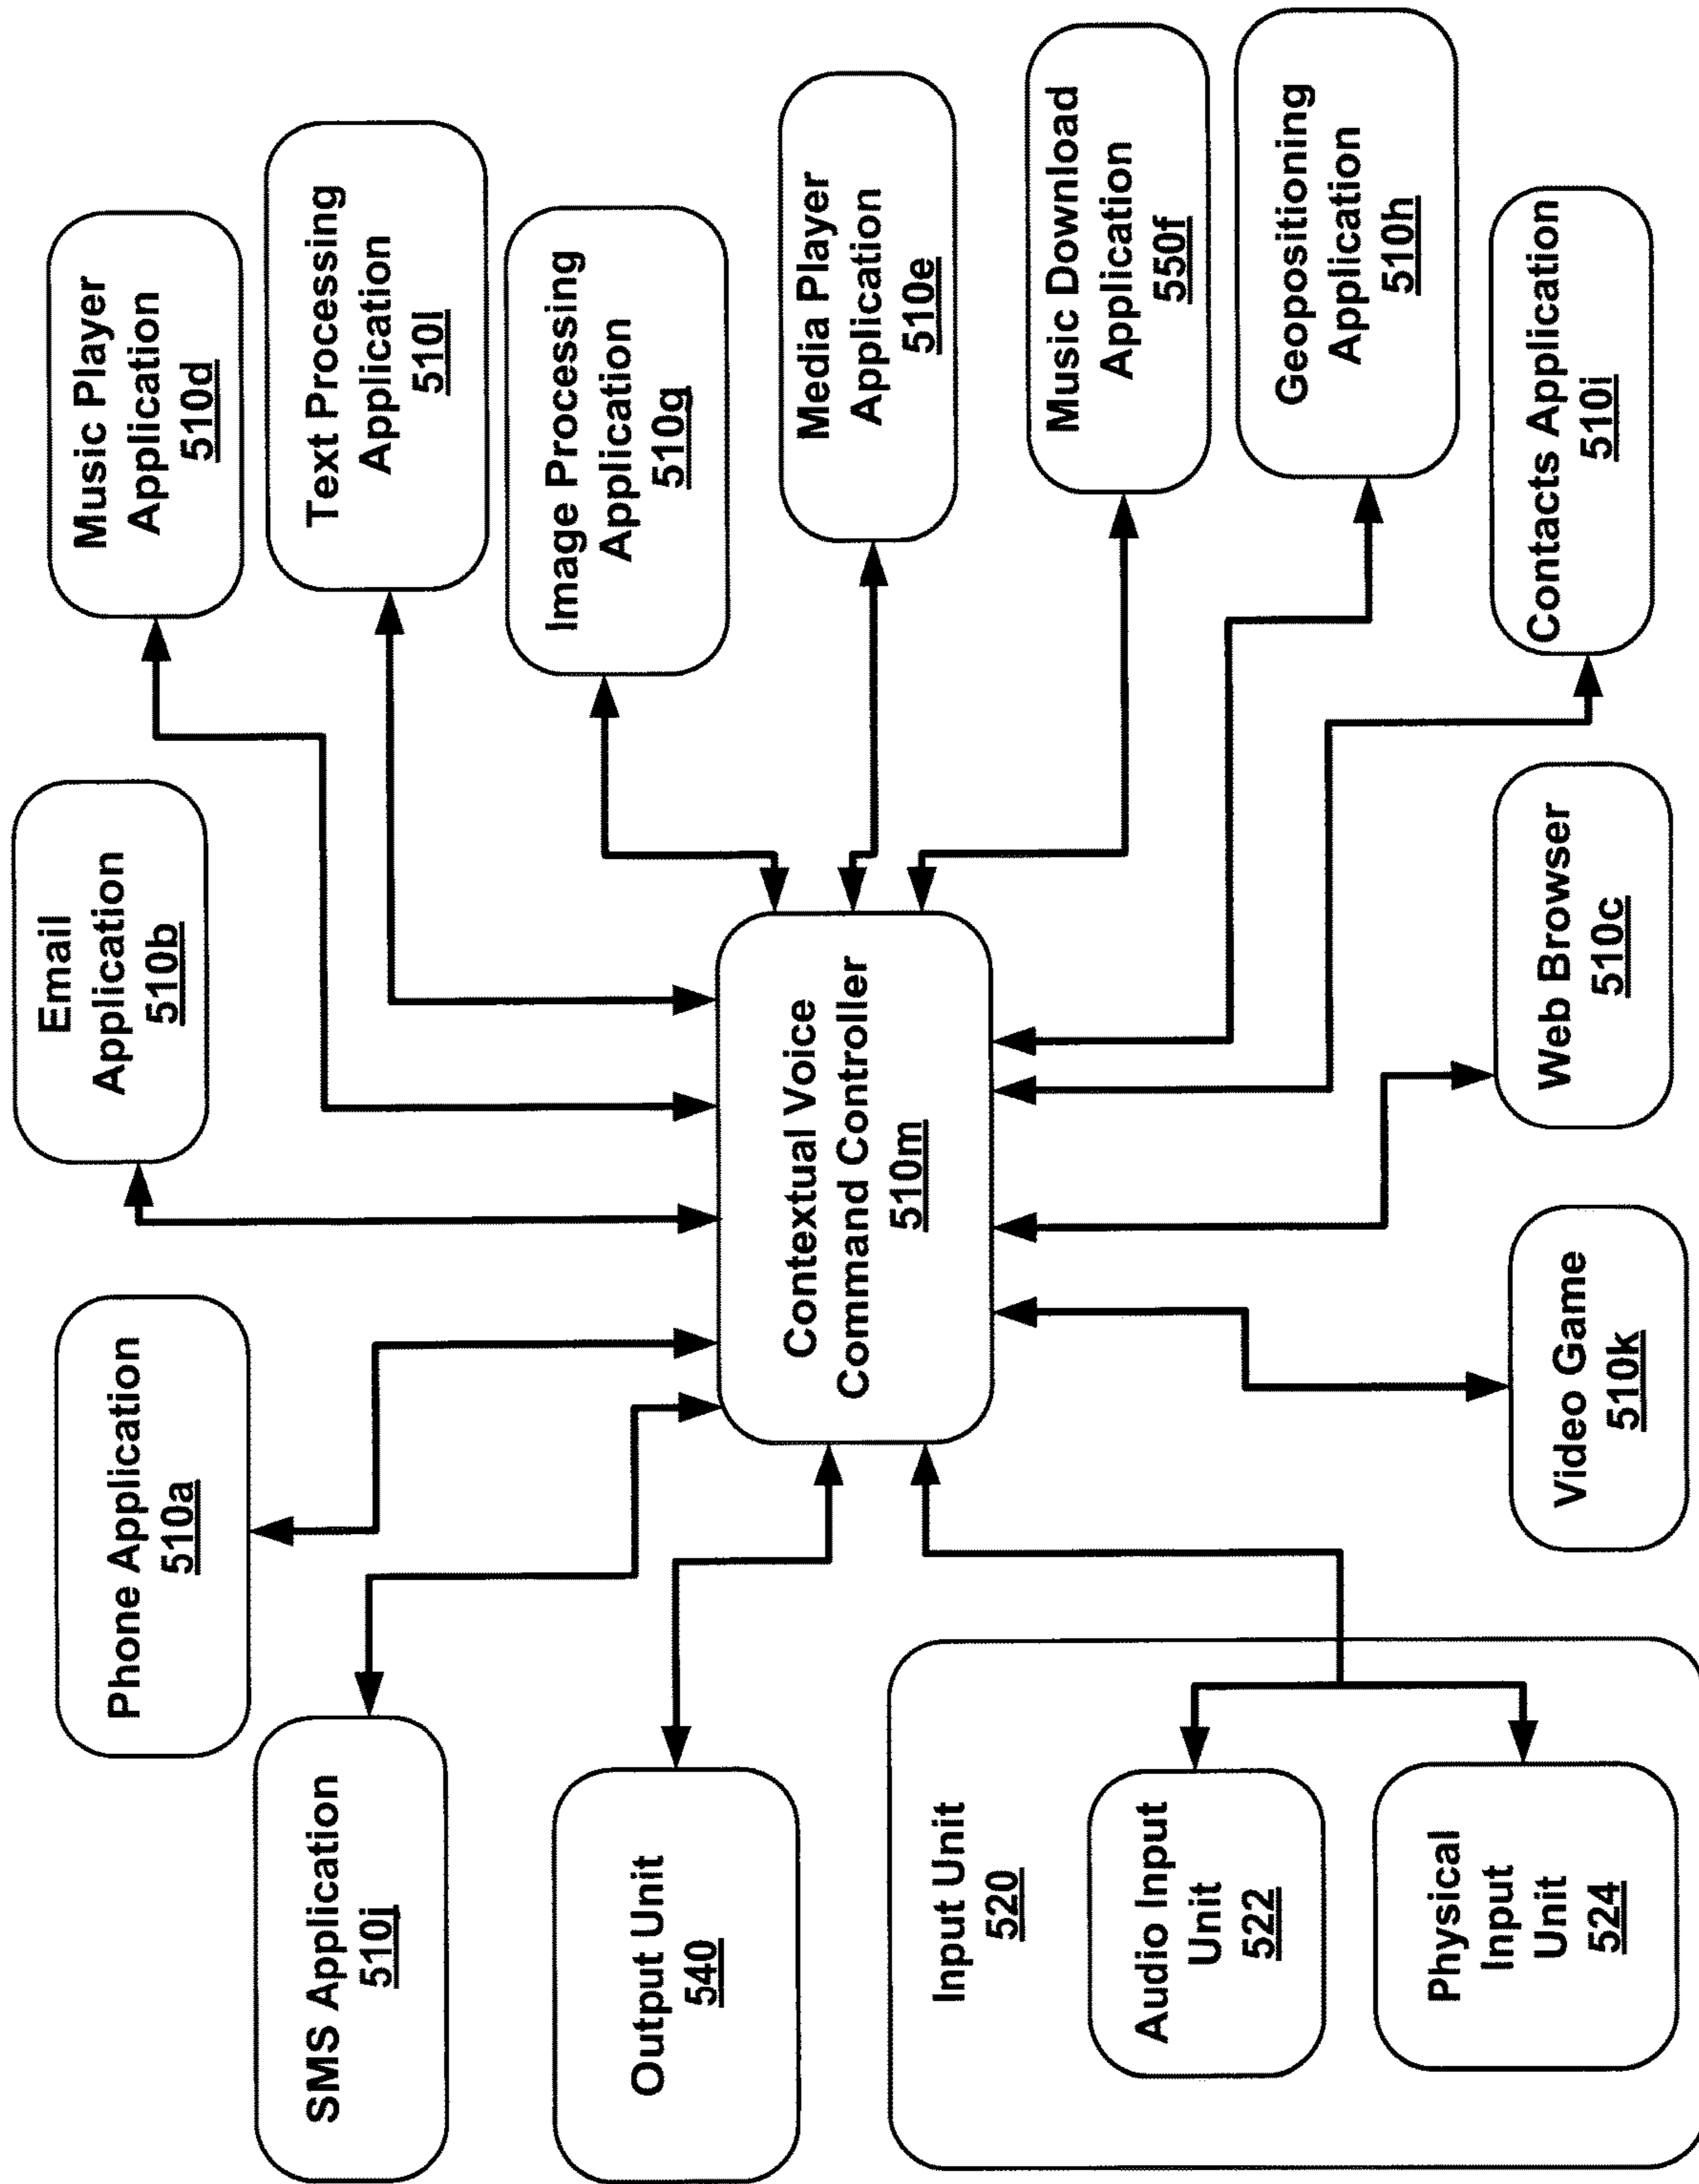 Phone Application
510a
Email
Application
510b
Music Player
Application
510d
SMS Application
510j
Text Processing
Application
510l
Output Unit
540
Image Processing
Application
510g
Contextual Voice
Command Controller
510m
Media Player
Application
510e
Input Unit
520
Audio Input
Unit
522
Physical
Input
Unit
524
Music Download
Application
550f
Geopositioning
Application
510h
Video Game
510k
Web Browser
510c
Contacts Application
510i